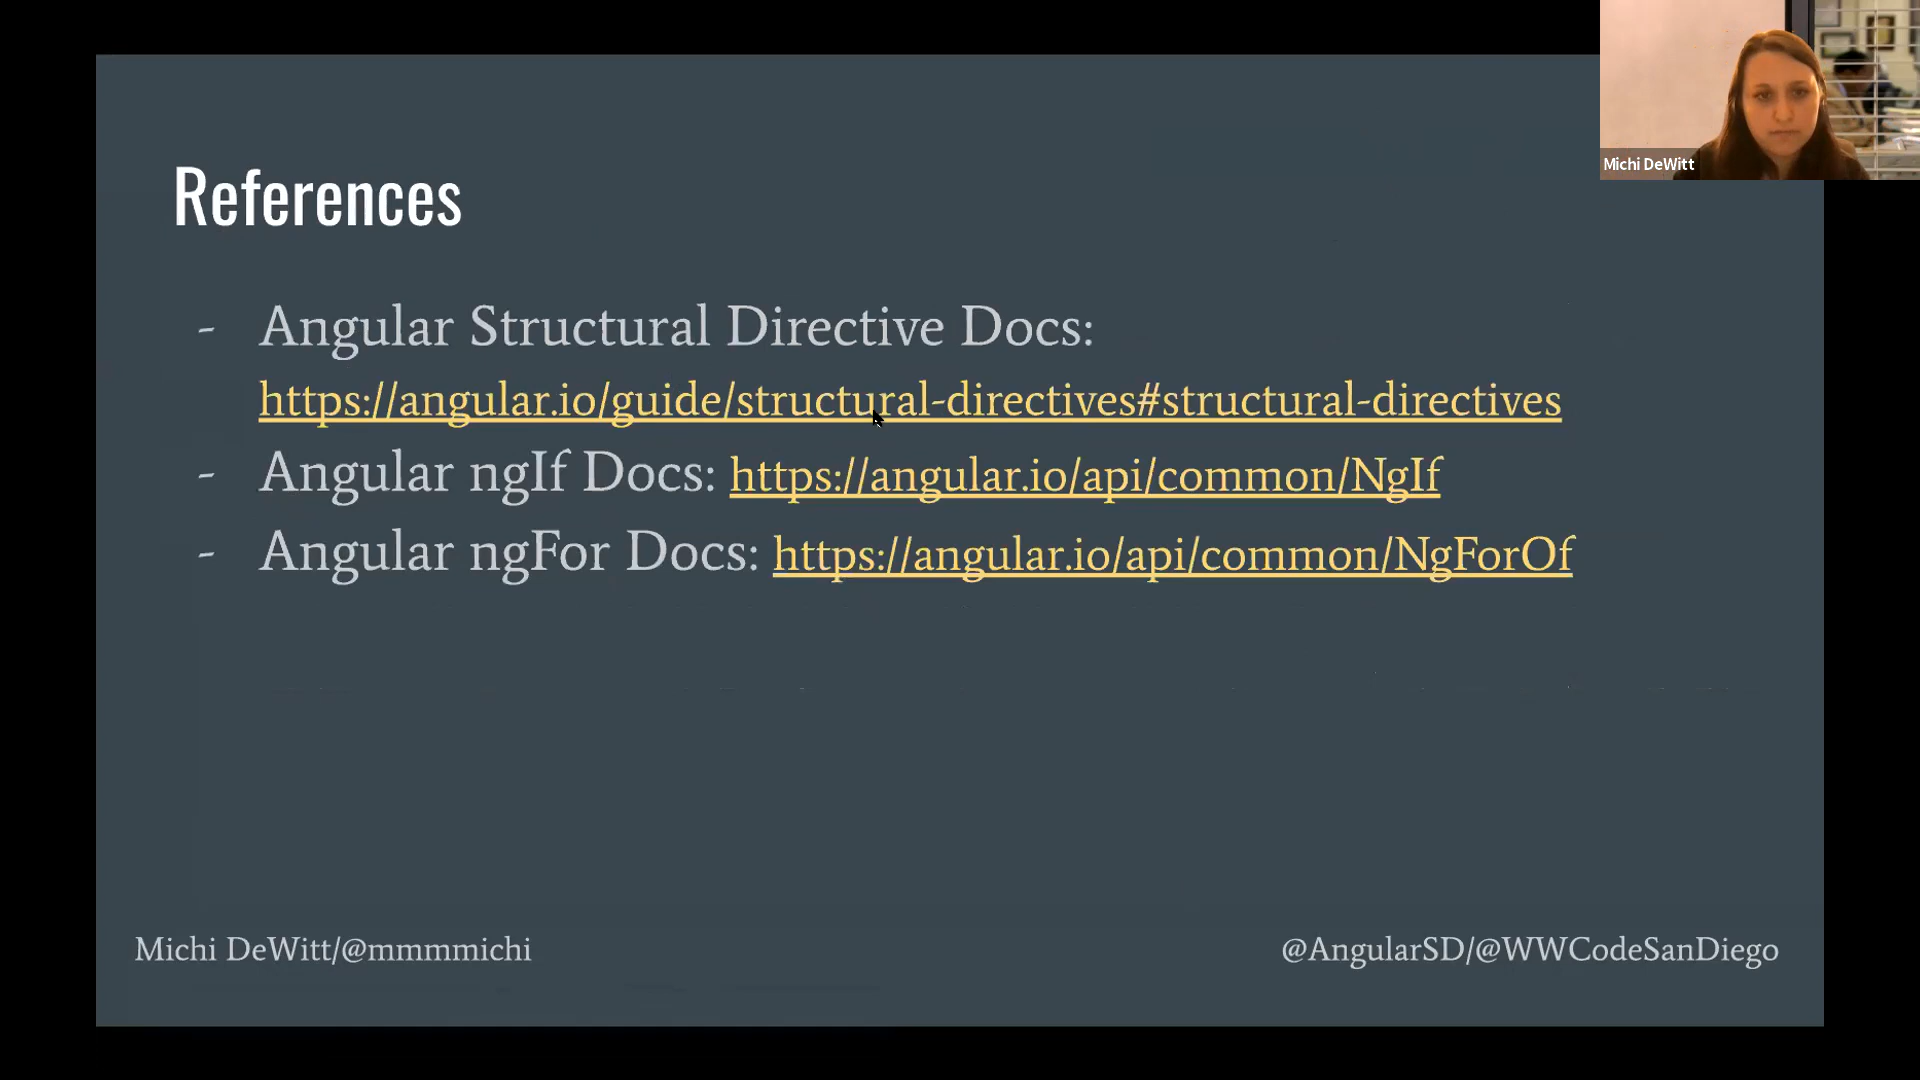 Michi DeWitt
References
- Angular Structural Directive Docs:
https://angular.io/guide/structural-directives#structural-directives
- Angular ngIf Docs: https://angular.io/api/common/NgIf
- Angular ngFor Docs: https://angular.io/api/common/NgForOf
Michi DeWitt/@mmmmichi
@AngularSD/@WWCodeSanDiego